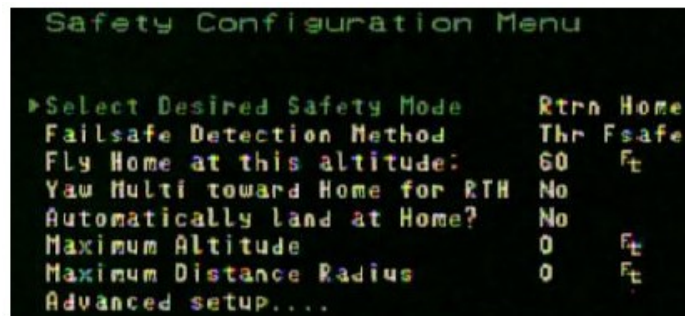 Safety Configuration Menu
▶Select Desired Safety Mode Rtrn Home
Failsafe Detection Method Thr Fsafe
Fly Home at this altitude: 60 Ft
Yaw Multi toward Home for RTH No
Automatically land at Home? No
Maximum Altitude 0 Ft
Maximum Distance Radius 0 Ft
Advanced setup....